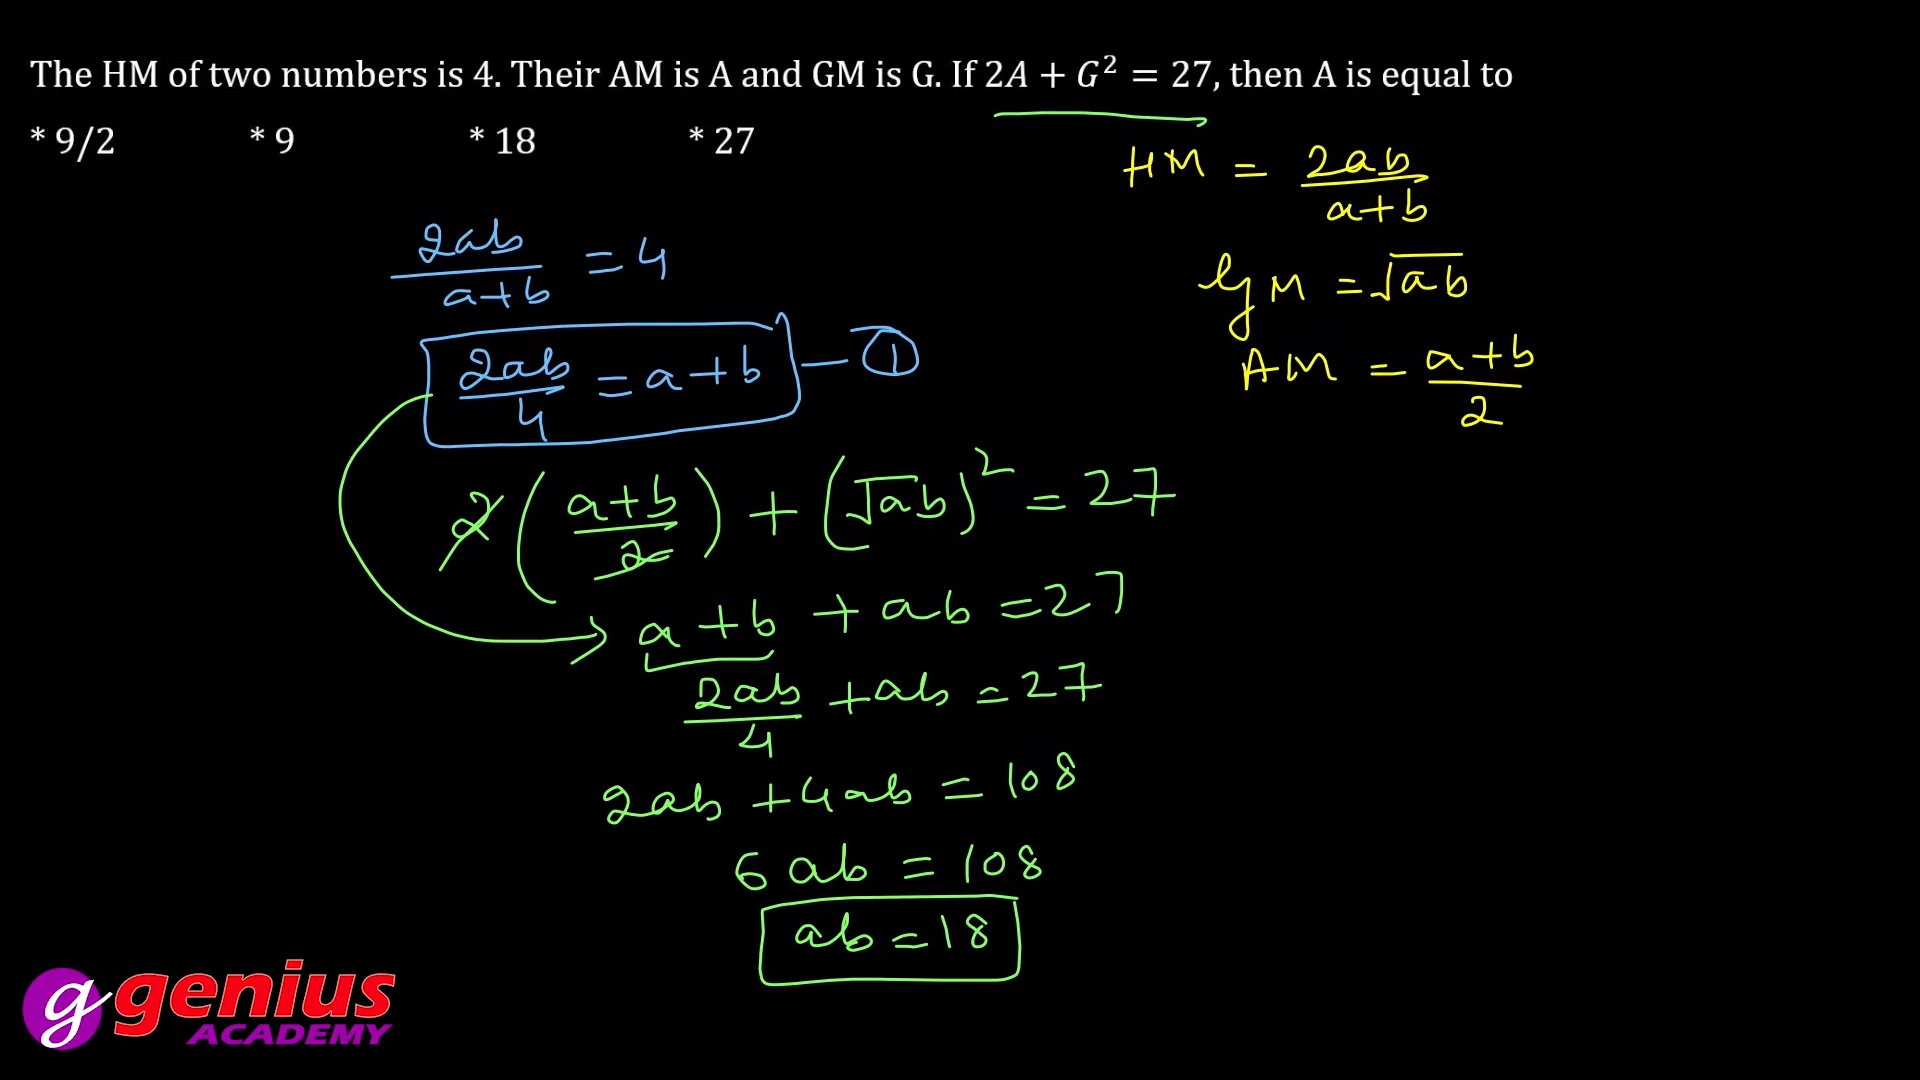 The HM of two numbers is 4. Their AM is A and GM is G. If 2A + G² = 27, then A is equal to
* 9/2 * 9 * 18 * 27
HM = 2ab/a+b
GM = √ab
AM = a+b/2
2ab/a+b = 4
2ab/4 = a+b — ①
2(a+b/2) + (√ab)² = 27
a+b + ab = 27
2ab/4 + ab = 27
2ab + 4ab = 108
6ab = 108
ab = 18
g genius
ACADEMY